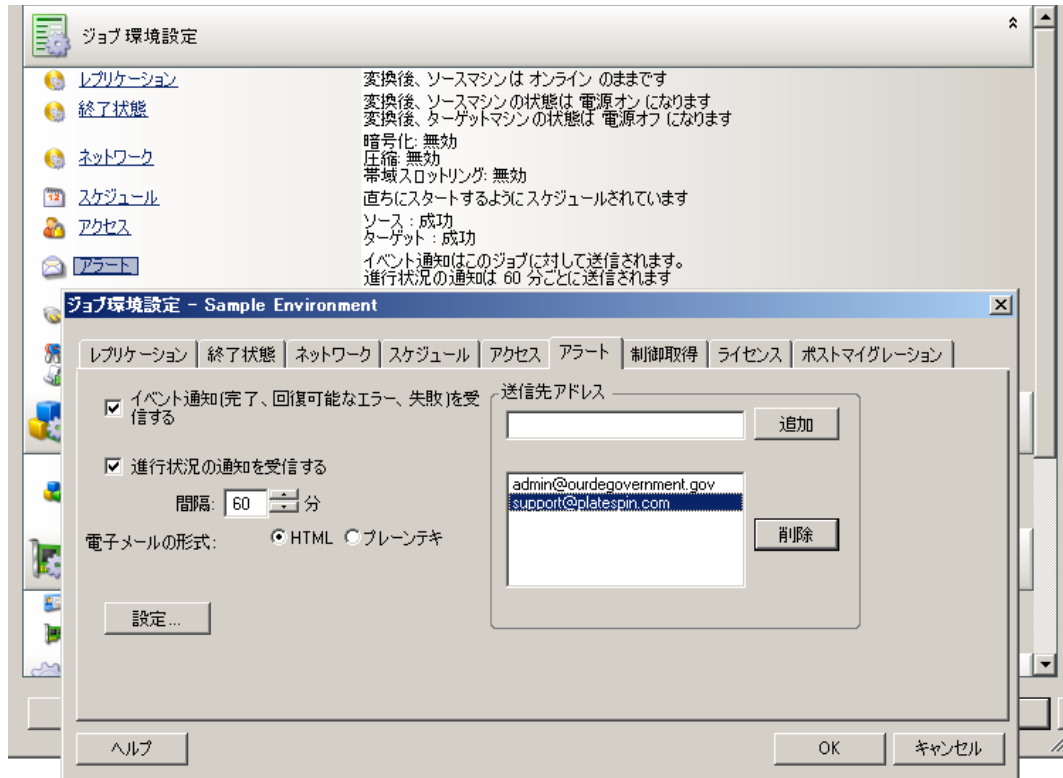 ジョブ環境設定
レプリケーション
変換後、ソースマシンは オンライン のままです
終了状態
変換後、ソースマシンの状態は 電源オン になります
変換後、ターゲットマシンの状態は 電源オフ になります
ネットワーク
暗号化: 無効
圧縮: 無効
帯域スロットリング: 無効
スケジュール
直ちにスタートするようにスケジュールされています
アクセス
ソース : 成功
ターゲット : 成功
アラート
イベント通知はこのジョブに対して送信されます。
進行状況の通知は 60 分ごとに送信されます
ジョブ環境設定 - Sample Environment
レプリケーション 終了状態 ネットワーク スケジュール アクセス アラート 制御取得 ライセンス ポストマイグレーション
イベント通知(完了、回復可能なエラー、失敗)を受
信する
進行状況の通知を受信する
間隔: 60 分
電子メールの形式: HTML プレーンテキ
設定...
送信先アドレス
追加
admin@ourdegovernment.gov
support@platespin.com
削除
ヘルプ
OK
キャンセル